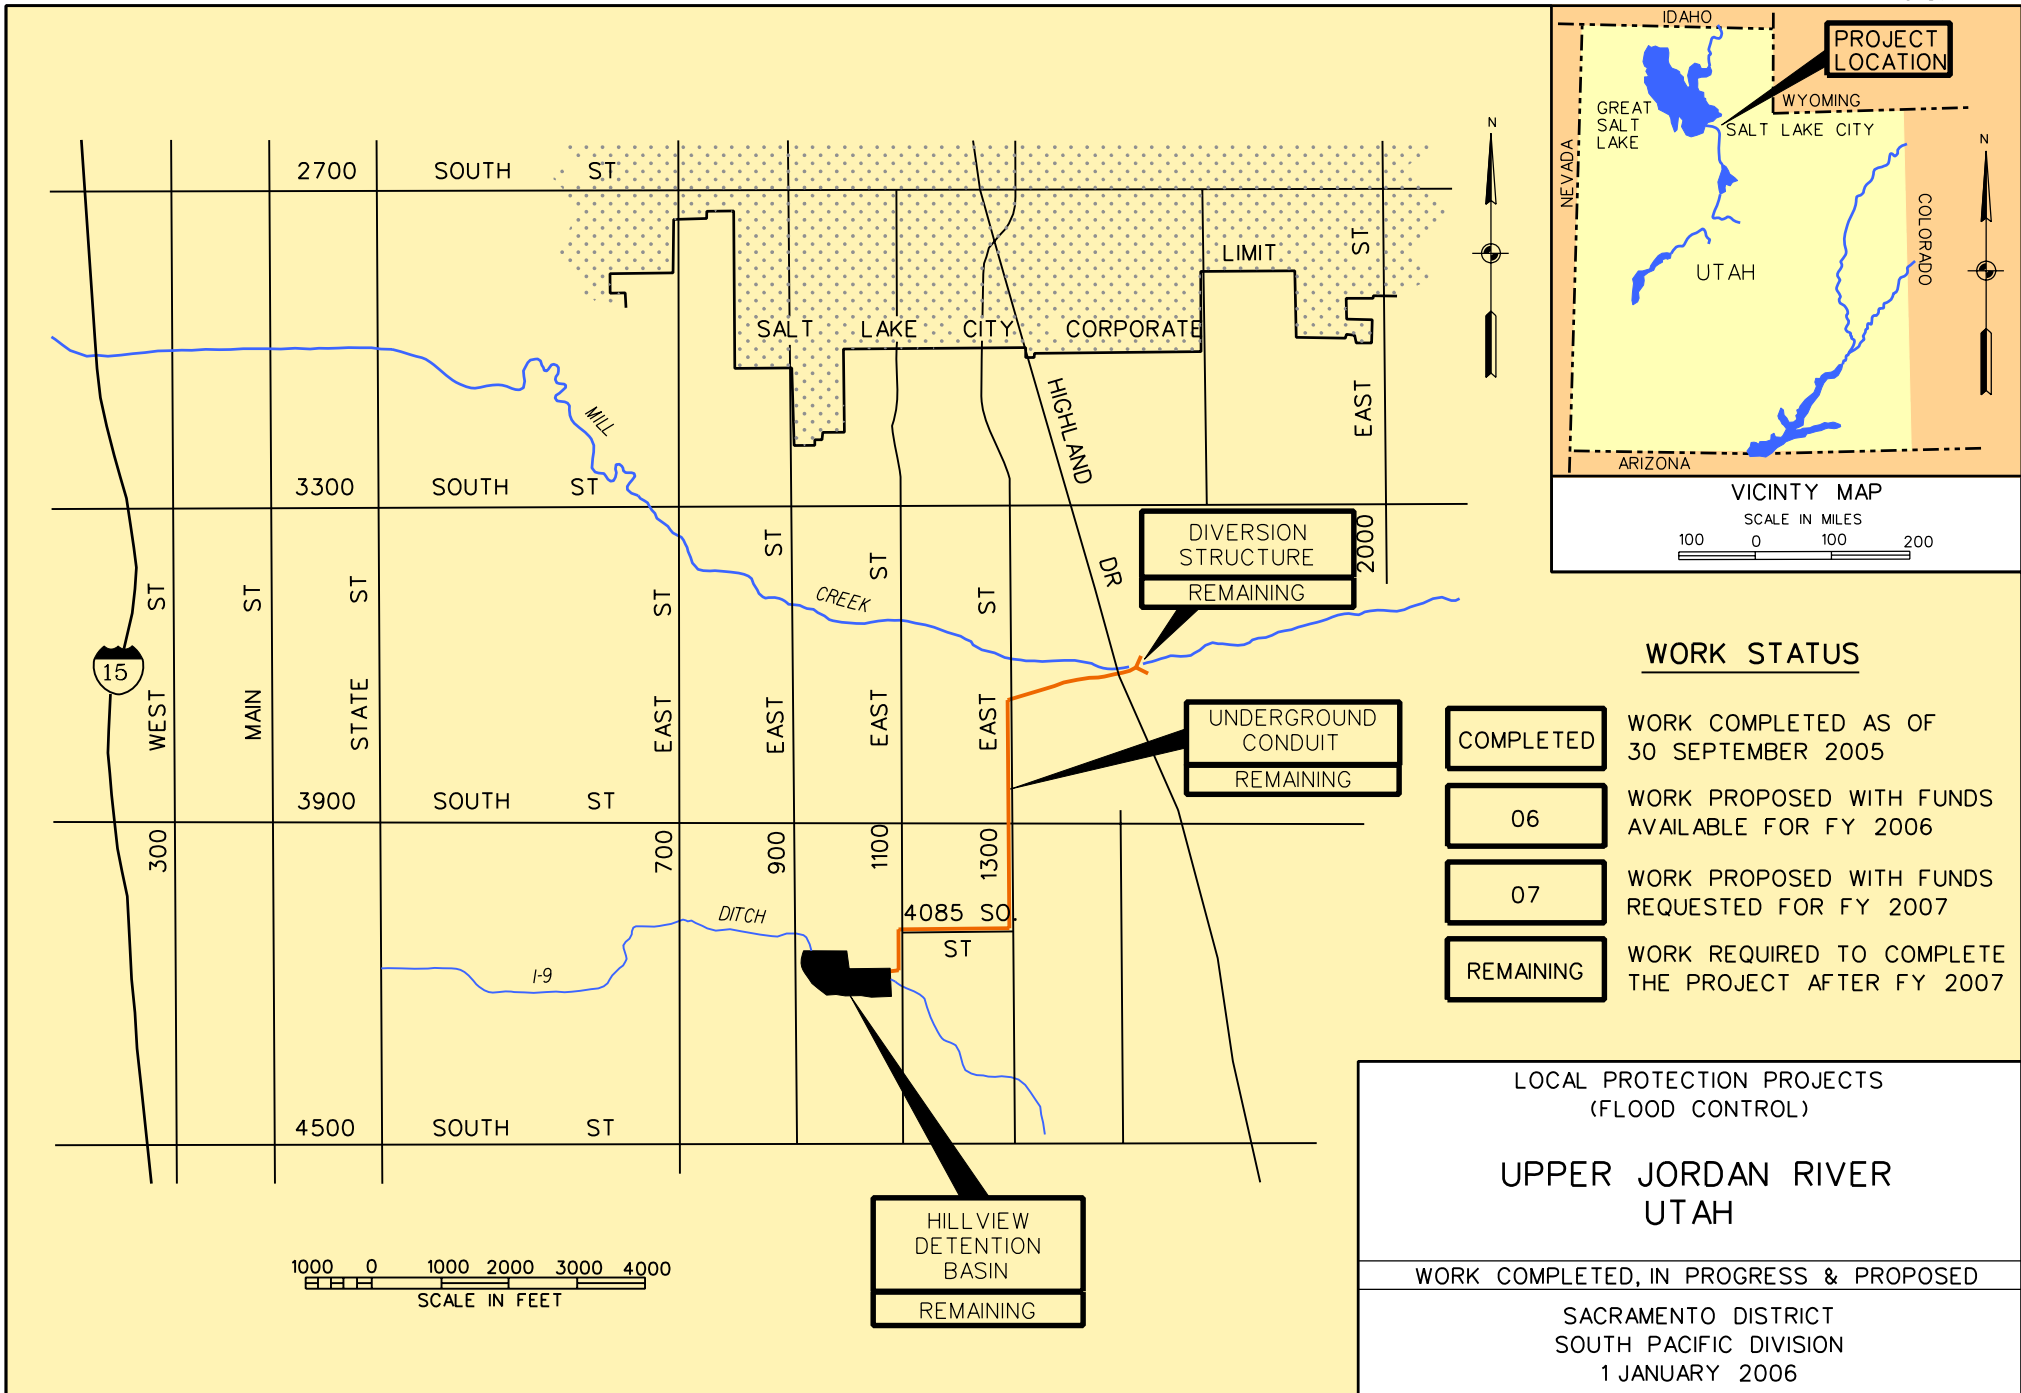 2700 SOUTH ST
LIMIT
ST
SALT LAKE CITY CORPORATE
MILL
HIGHLAND
EAST
3300 SOUTH ST
2000
DR
CREEK
DIVERSION
STRUCTURE
REMAINING
15
WEST ST
MAIN ST
STATE ST
EAST ST
EAST ST
EAST ST
EAST ST
UNDERGROUND
CONDUIT
REMAINING
3900 SOUTH ST
300
700
900
1100
1300
DITCH
4085 SO.
ST
I-9
4500 SOUTH ST
HILLVIEW
DETENTION
BASIN
REMAINING
1000 0 1000 2000 3000 4000
SCALE IN FEET
N
IDAHO
PROJECT
LOCATION
WYOMING
GREAT
SALT
LAKE
SALT LAKE CITY
NEVADA
UTAH
COLORADO
ARIZONA
N
VICINTY MAP
SCALE IN MILES
100 0 100 200
WORK STATUS
COMPLETED
WORK COMPLETED AS OF
30 SEPTEMBER 2005
06
WORK PROPOSED WITH FUNDS
AVAILABLE FOR FY 2006
07
WORK PROPOSED WITH FUNDS
REQUESTED FOR FY 2007
REMAINING
WORK REQUIRED TO COMPLETE
THE PROJECT AFTER FY 2007
LOCAL PROTECTION PROJECTS
(FLOOD CONTROL)
UPPER JORDAN RIVER
UTAH
WORK COMPLETED, IN PROGRESS & PROPOSED
SACRAMENTO DISTRICT
SOUTH PACIFIC DIVISION
1 JANUARY 2006